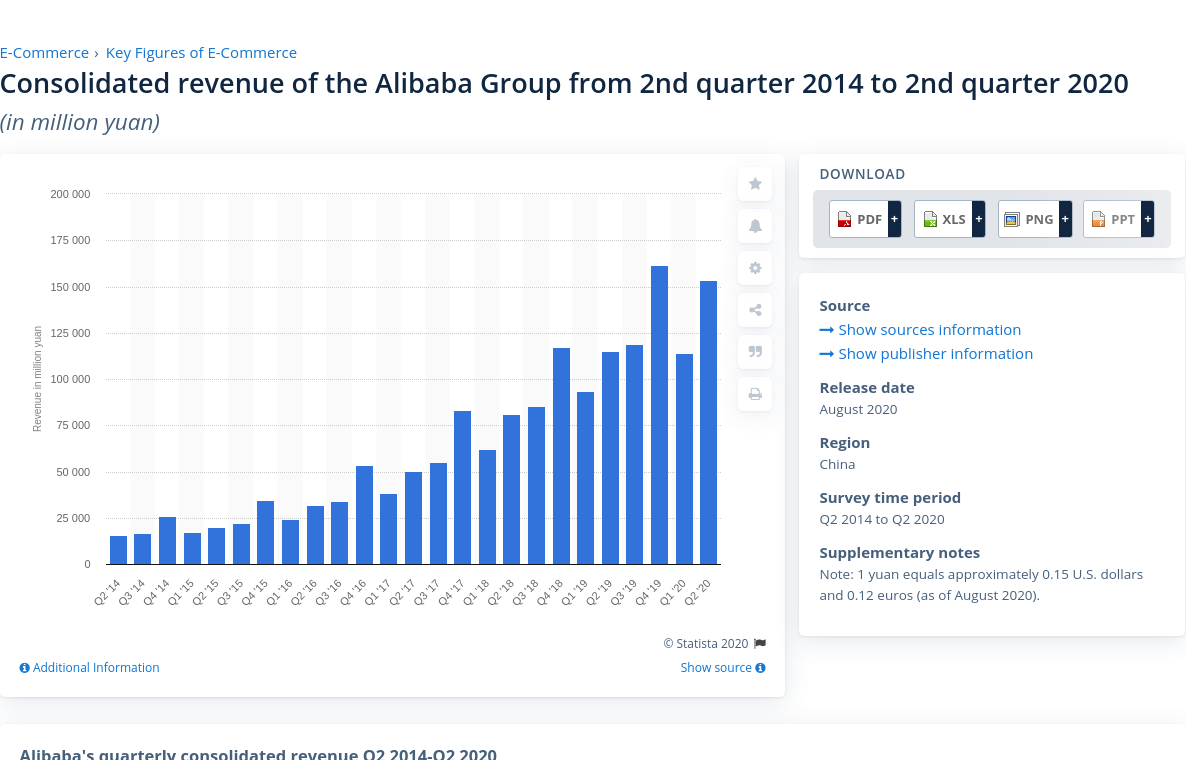 E-Commerce › Key Figures of E-Commerce
Consolidated revenue of the Alibaba Group from 2nd quarter 2014 to 2nd quarter 2020
(in million yuan)
200 000
175 000
150 000
125 000
100 000
75 000
50 000
25 000
0
Revenue in million yuan
Q2 '14
Q3 '14
Q4 '14
Q1 '15
Q2 '15
Q3 '15
Q4 '15
Q1 '16
Q2 '16
Q3 '16
Q4 '16
Q1 '17
Q2 '17
Q3 '17
Q4 '17
Q1 '18
Q2 '18
Q3 '18
Q4 '18
Q1 '19
Q2 '19
Q3 '19
Q4 '19
Q1 '20
Q2 '20
© Statista 2020
Additional Information
Show source
DOWNLOAD
PDF +
XLS +
PNG +
PPT +
Source
Show sources information
Show publisher information
Release date
August 2020
Region
China
Survey time period
Q2 2014 to Q2 2020
Supplementary notes
Note: 1 yuan equals approximately 0.15 U.S. dollars
and 0.12 euros (as of August 2020).
Alibaba's quarterly consolidated revenue Q2 2014-Q2 2020